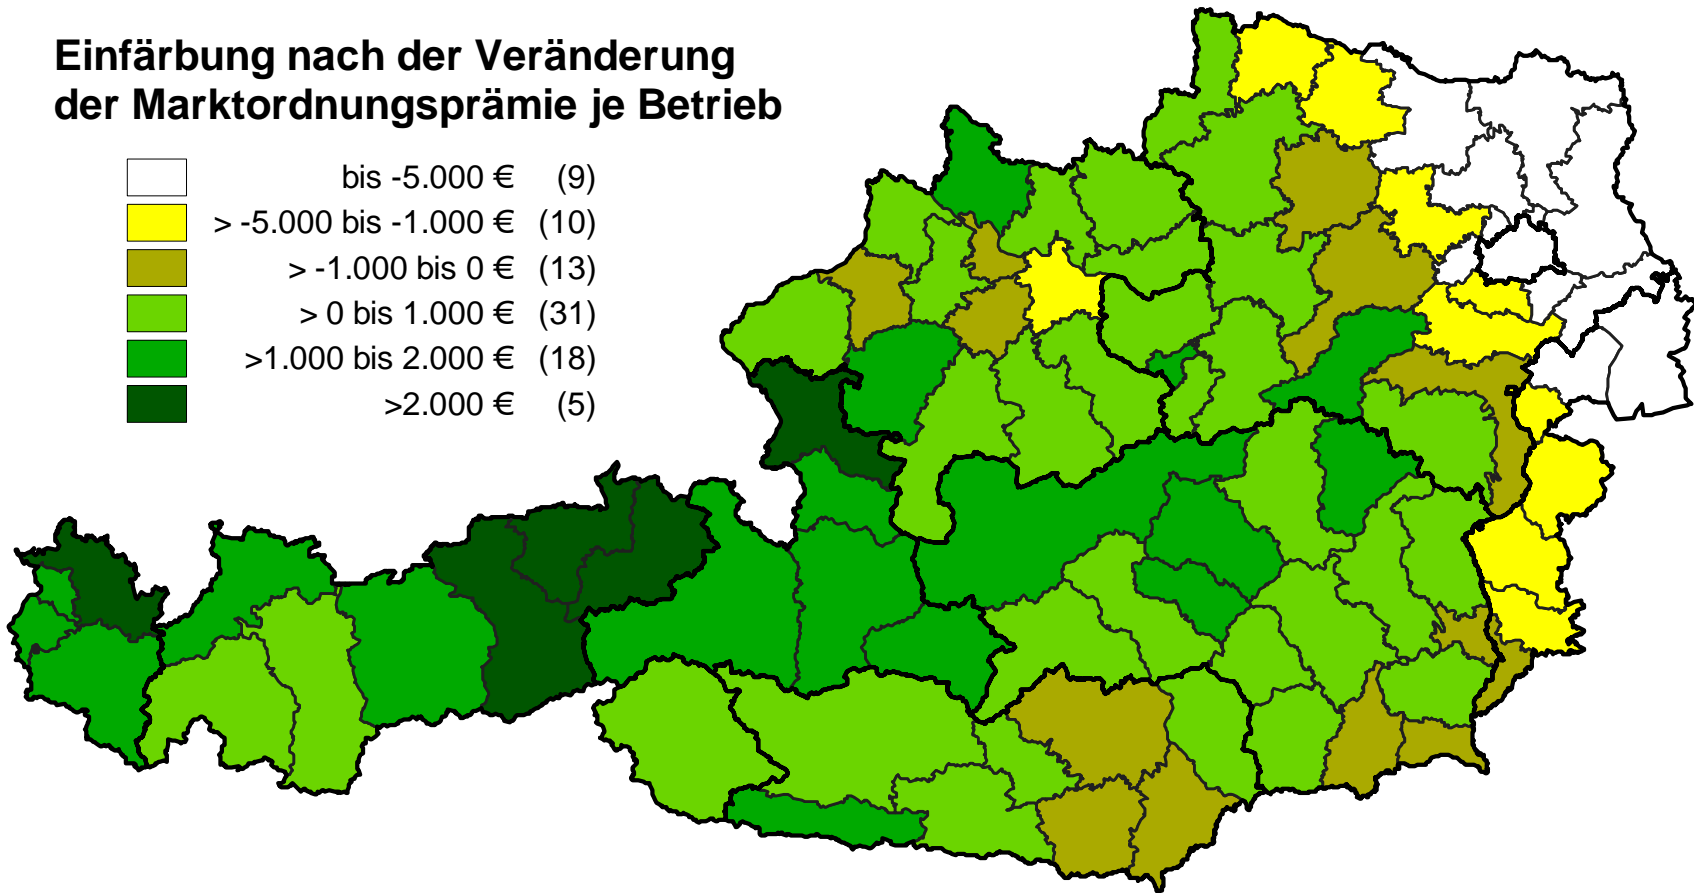 Einfärbung nach der Veränderung
der Marktordnungsprämie je Betrieb
bis -5.000 € (9)
> -5.000 bis -1.000 € (10)
> -1.000 bis 0 € (13)
> 0 bis 1.000 € (31)
>1.000 bis 2.000 € (18)
>2.000 € (5)